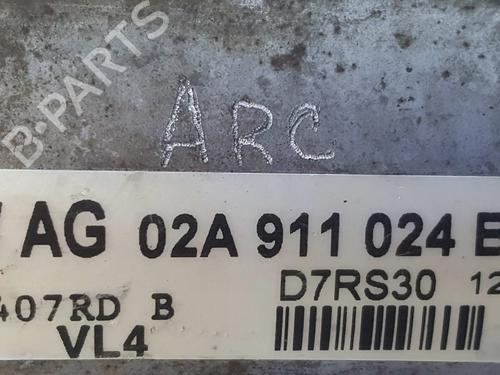 B-PARTS
ARC
AG 02A 911 024 E
D7RS30 12
407RD B
VL4